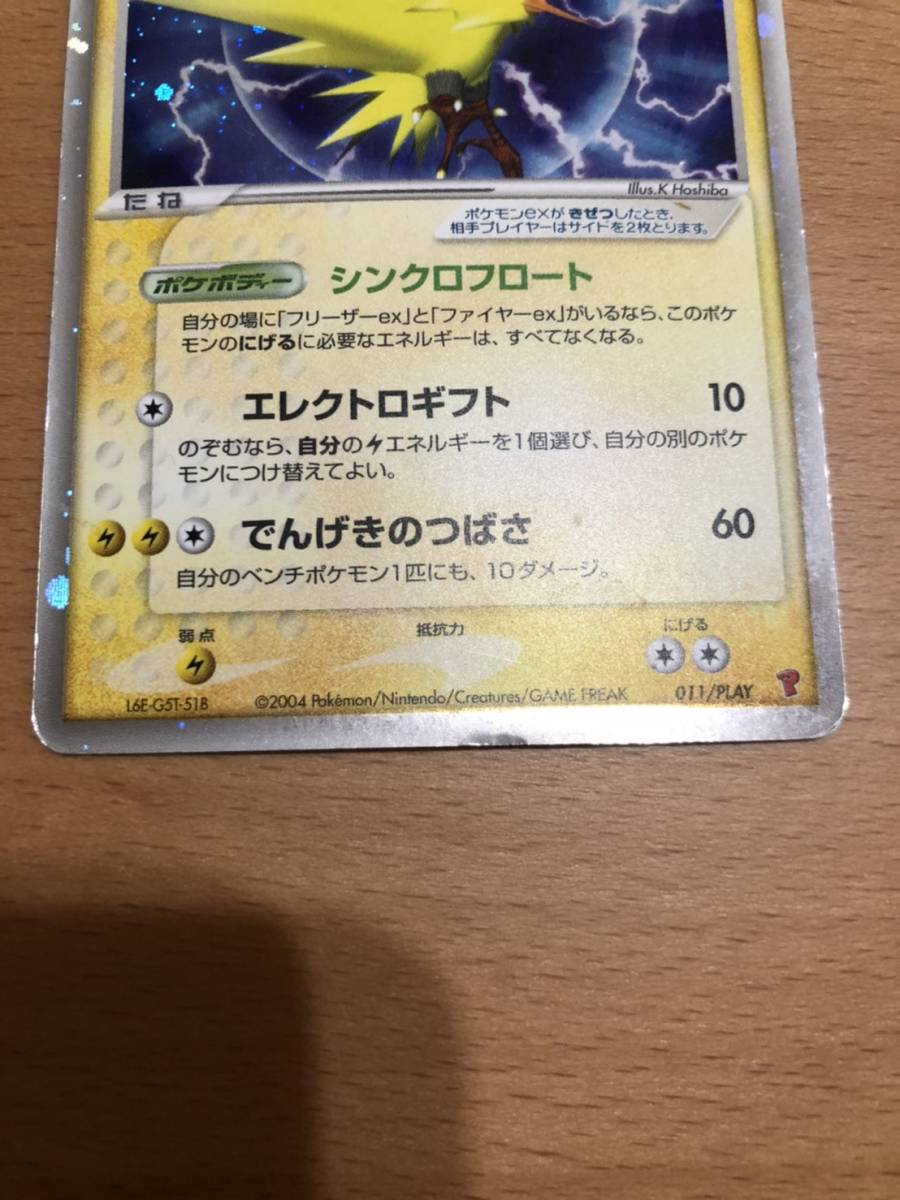 Illus.K Hoshiba
たね
ポケモンexが きぜつしたとき、
相手プレイヤーはサイドを2枚とります。
ポケボディー シンクロフロート
自分の場に「フリーザーex」と「ファイヤーex」がいるなら、このポケ
モンのにげるに必要なエネルギーは、すべてなくなる。
エレクトロギフト 10
のぞむなら、自分のエネルギーを1個選び、自分の別のポケ
モンにつけ替えてよい。
でんげきのつばさ 60
自分のベンチポケモン1匹にも、10ダメージ。
弱点 抵抗力 にげる
L6E-G5T-51B ©2004 Pokémon/Nintendo/Creatures/GAME FREAK 011/PLAY